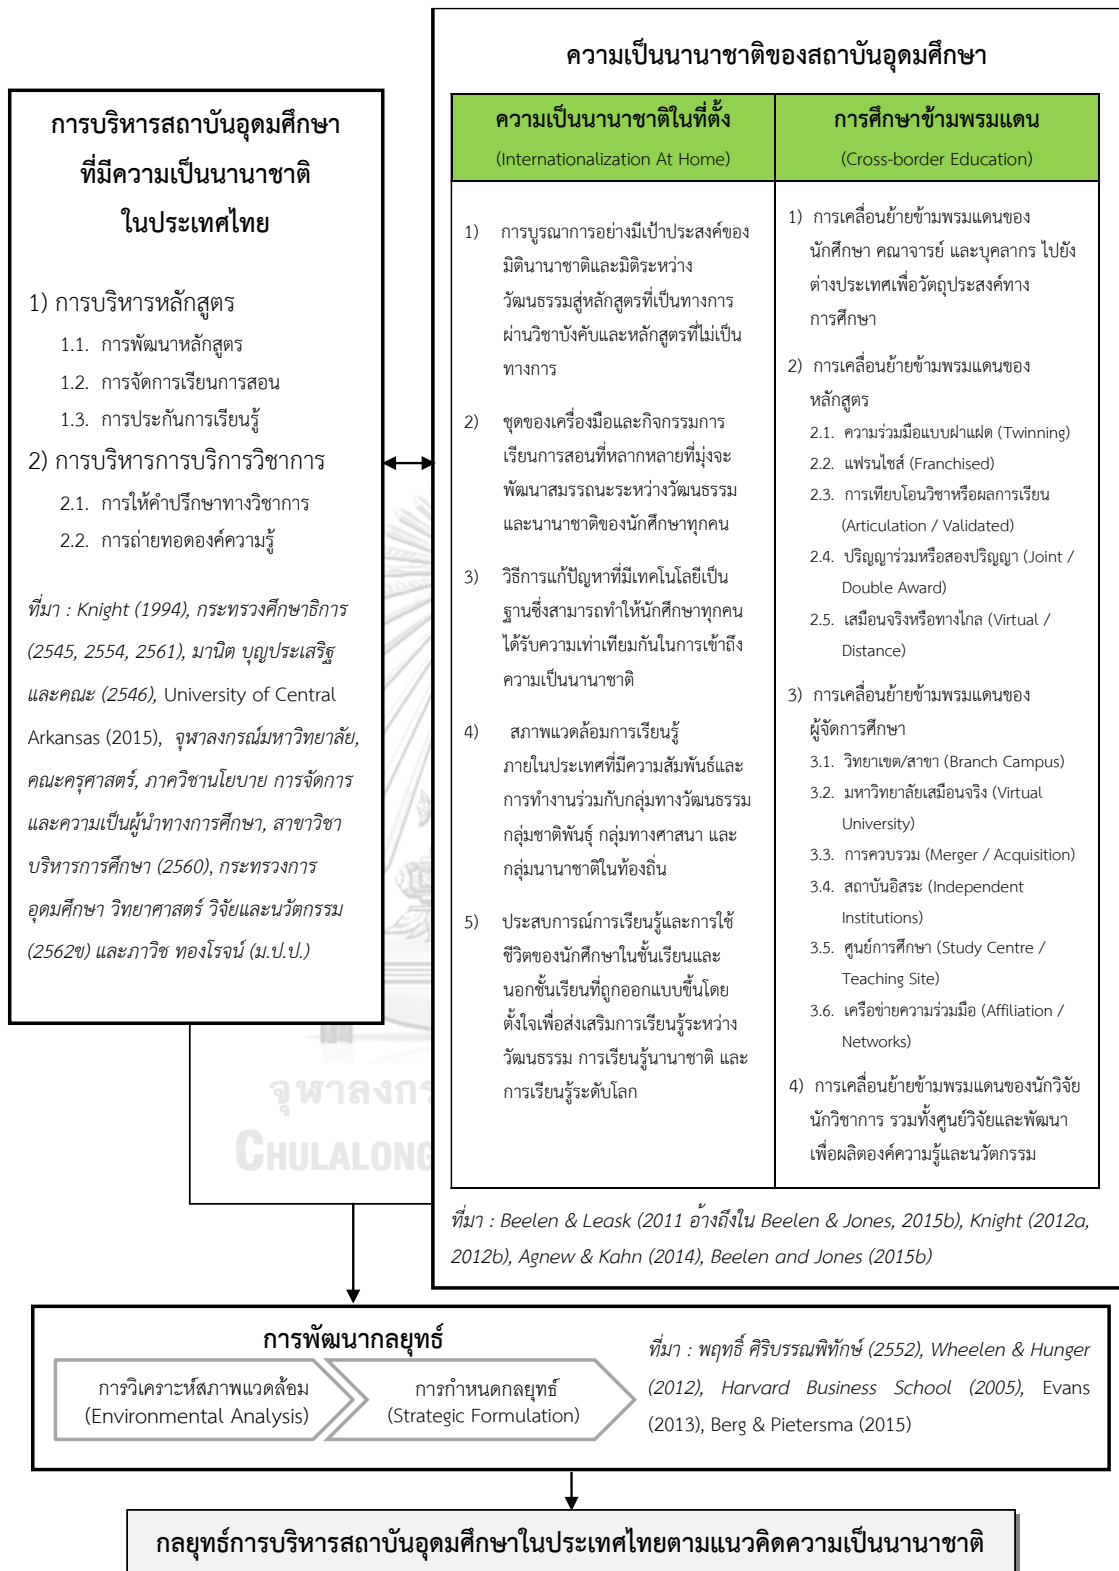 การบริหารสถาบันอุดมศึกษา
ที่มีความเป็นนานาชาติ
ในประเทศไทย
1) การบริหารหลักสูตร
1.1. การพัฒนาหลักสูตร
1.2. การจัดการเรียนการสอน
1.3. การประกันการเรียนรู้
2) การบริหารการบริการวิชาการ
2.1. การให้คำปรึกษาทางวิชาการ
2.2. การถ่ายทอดองค์ความรู้
ที่มา : Knight (1994), กระทรวงศึกษาธิการ
(2545, 2554, 2561), มานิต บุญประเสริฐ
และคณะ (2546), University of Central
Arkansas (2015), จุฬาลงกรณ์มหาวิทยาลัย,
คณะครุศาสตร์, ภาควิชานโยบาย การจัดการ
และความเป็นผู้นำทางการศึกษา, สาขาวิชา
บริหารการศึกษา (2560), กระทรวงการ
อุดมศึกษา วิทยาศาสตร์ วิจัยและนวัตกรรม
(2562ข) และภาวิช ทองโรจน์ (ม.ป.ป.)
ความเป็นนานาชาติของสถาบันอุดมศึกษา
ความเป็นนานาชาติในที่ตั้ง
(Internationalization At Home)
1) การบูรณาการอย่างมีเป้าประสงค์ของ
มิตินานาชาติและมิติระหว่าง
วัฒนธรรมสู่หลักสูตรที่เป็นทางการ
ผ่านวิชาบังคับและหลักสูตรที่ไม่เป็น
ทางการ
2) ชุดของเครื่องมือและกิจกรรมการ
เรียนการสอนที่หลากหลายที่มุ่งจะ
พัฒนาสมรรถนะระหว่างวัฒนธรรม
และนานาชาติของนักศึกษาทุกคน
3) วิธีการแก้ปัญหาที่มีเทคโนโลยีเป็น
ฐานซึ่งสามารถทำให้นักศึกษาทุกคน
ได้รับความเท่าเทียมกันในการเข้าถึง
ความเป็นนานาชาติ
4) สภาพแวดล้อมการเรียนรู้
ภายในประเทศที่มีความสัมพันธ์และ
การทำงานร่วมกับกลุ่มทางวัฒนธรรม
กลุ่มชาติพันธุ์ กลุ่มทางศาสนา และ
กลุ่มนานาชาติในท้องถิ่น
5) ประสบการณ์การเรียนรู้และการใช้
ชีวิตของนักศึกษาในชั้นเรียนและ
นอกชั้นเรียนที่ถูกออกแบบขึ้นโดย
ตั้งใจเพื่อส่งเสริมการเรียนรู้ระหว่าง
วัฒนธรรม การเรียนรู้นานาชาติ และ
การเรียนรู้ระดับโลก
การศึกษาข้ามพรมแดน
(Cross-border Education)
1) การเคลื่อนย้ายข้ามพรมแดนของ
นักศึกษา คณาจารย์ และบุคลากร ไปยัง
ต่างประเทศเพื่อวัตถุประสงค์ทาง
การศึกษา
2) การเคลื่อนย้ายข้ามพรมแดนของ
หลักสูตร
2.1. ความร่วมมือแบบฝาแฝด (Twinning)
2.2. แฟรนไชส์ (Franchised)
2.3. การเทียบโอนวิชาหรือผลการเรียน
(Articulation / Validated)
2.4. ปริญญาร่วมหรือสองปริญญา (Joint /
Double Award)
2.5. เสมือนจริงหรือทางไกล (Virtual /
Distance)
3) การเคลื่อนย้ายข้ามพรมแดนของ
ผู้จัดการศึกษา
3.1. วิทยาเขต/สาขา (Branch Campus)
3.2. มหาวิทยาลัยเสมือนจริง (Virtual
University)
3.3. การควบรวม (Merger / Acquisition)
3.4. สถาบันอิสระ (Independent
Institutions)
3.5. ศูนย์การศึกษา (Study Centre /
Teaching Site)
3.6. เครือข่ายความร่วมมือ (Affiliation /
Networks)
4) การเคลื่อนย้ายข้ามพรมแดนของนักวิจัย
นักวิชาการ รวมทั้งศูนย์วิจัยและพัฒนา
เพื่อผลิตองค์ความรู้และนวัตกรรม
ที่มา : Beelen & Leask (2011 อ้างถึงใน Beelen & Jones, 2015b), Knight (2012a,
2012b), Agnew & Kahn (2014), Beelen and Jones (2015b)
จุฬาลงกร
CHULALONG
การพัฒนากลยุทธ์
การวิเคราะห์สภาพแวดล้อม
(Environmental Analysis)
การกำหนดกลยุทธ์
(Strategic Formulation)
ที่มา : พฤทธิ์ ศิริบรรณพิทักษ์ (2552), Wheelen & Hunger
(2012), Harvard Business School (2005), Evans
(2013), Berg & Pietersma (2015)
กลยุทธ์การบริหารสถาบันอุดมศึกษาในประเทศไทยตามแนวคิดความเป็นนานาชาติ